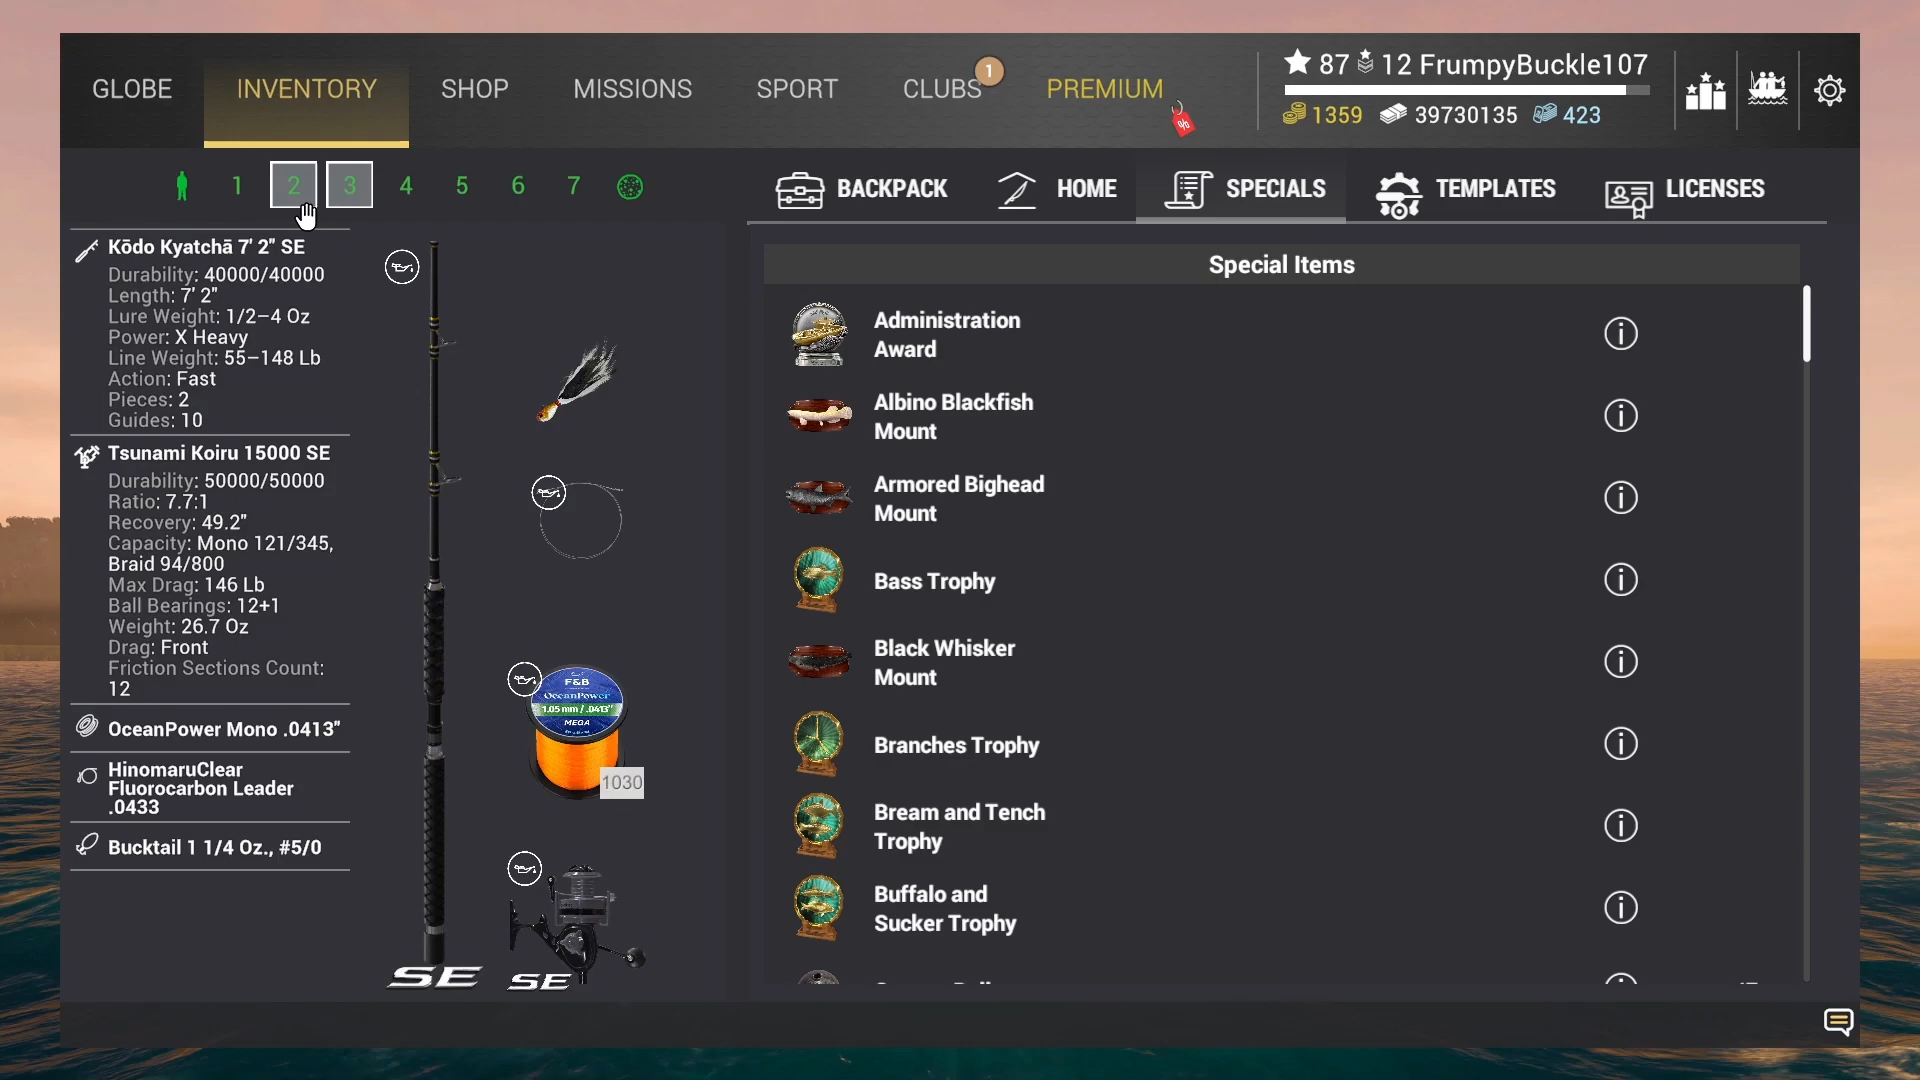 GLOBE
INVENTORY
SHOP
MISSIONS
SPORT
CLUBS
1
PREMIUM
%
87 12 FrumpyBuckle107
1359 39730135 423
1 2 3 4 5 6 7
BACKPACK
HOME
SPECIALS
TEMPLATES
LICENSES
Kōdo Kyatchā 7' 2" SE
Durability: 40000/40000
Length: 7' 2"
Lure Weight: 1/2–4 Oz
Power: X Heavy
Line Weight: 55–148 Lb
Action: Fast
Pieces: 2
Guides: 10
Tsunami Koiru 15000 SE
Durability: 50000/50000
Ratio: 7.7:1
Recovery: 49.2"
Capacity: Mono 121/345,
Braid 94/800
Max Drag: 146 Lb
Ball Bearings: 12+1
Weight: 26.7 Oz
Drag: Front
Friction Sections Count:
12
OceanPower Mono .0413"
HinomaruClear
Fluorocarbon Leader
.0433
Bucktail 1 1/4 Oz., #5/0
F&B
OceanPower
1.05 mm / .0413"
MEGA
1030
SE
SE
Special Items
Administration
Award
Albino Blackfish
Mount
Armored Bighead
Mount
Bass Trophy
Black Whisker
Mount
Branches Trophy
Bream and Tench
Trophy
Buffalo and
Sucker Trophy